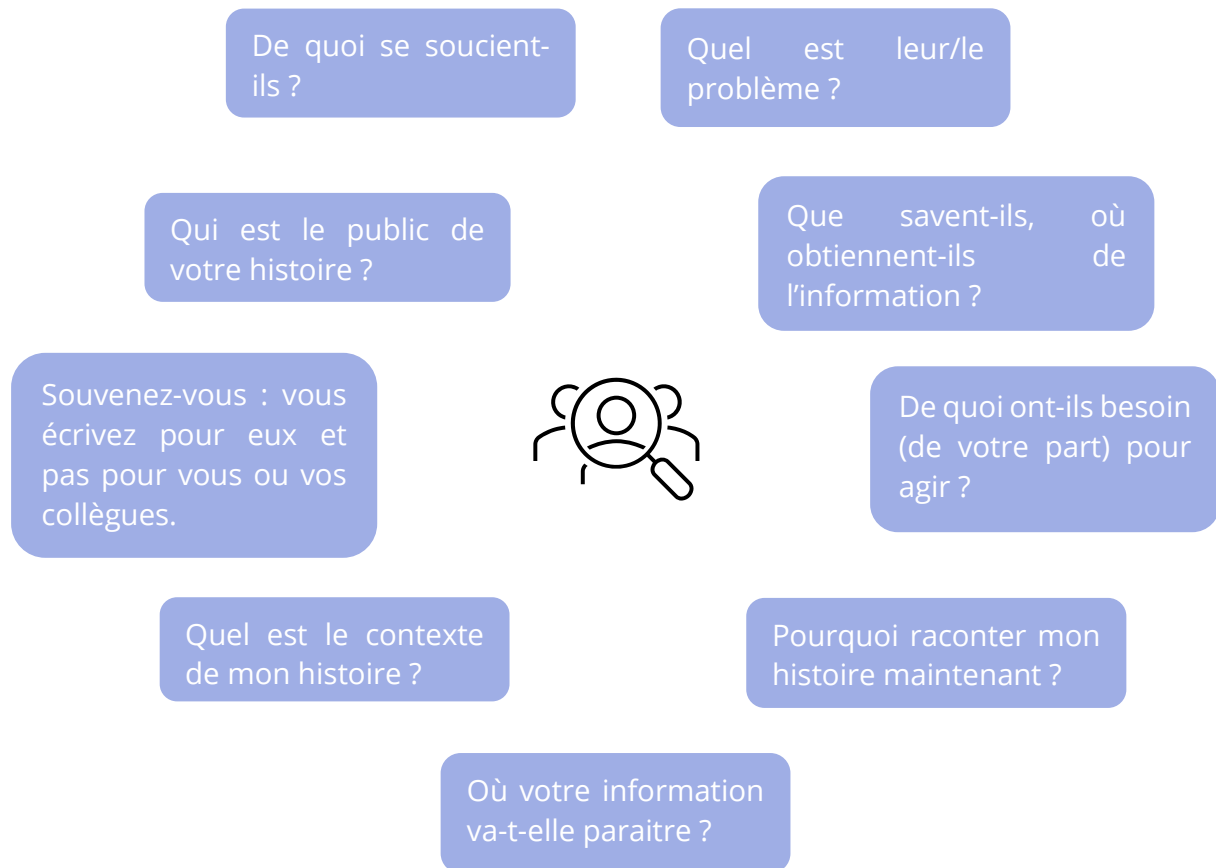 De quoi se soucient-
ils ?
Quel est leur/le
problème ?
Qui est le public de
votre histoire ?
Que savent-ils, où
obtiennent-ils de
l’information ?
Souvenez-vous : vous
écrivez pour eux et
pas pour vous ou vos
collègues.
De quoi ont-ils besoin
(de votre part) pour
agir ?
Quel est le contexte
de mon histoire ?
Pourquoi raconter mon
histoire maintenant ?
Où votre information
va-t-elle paraitre ?